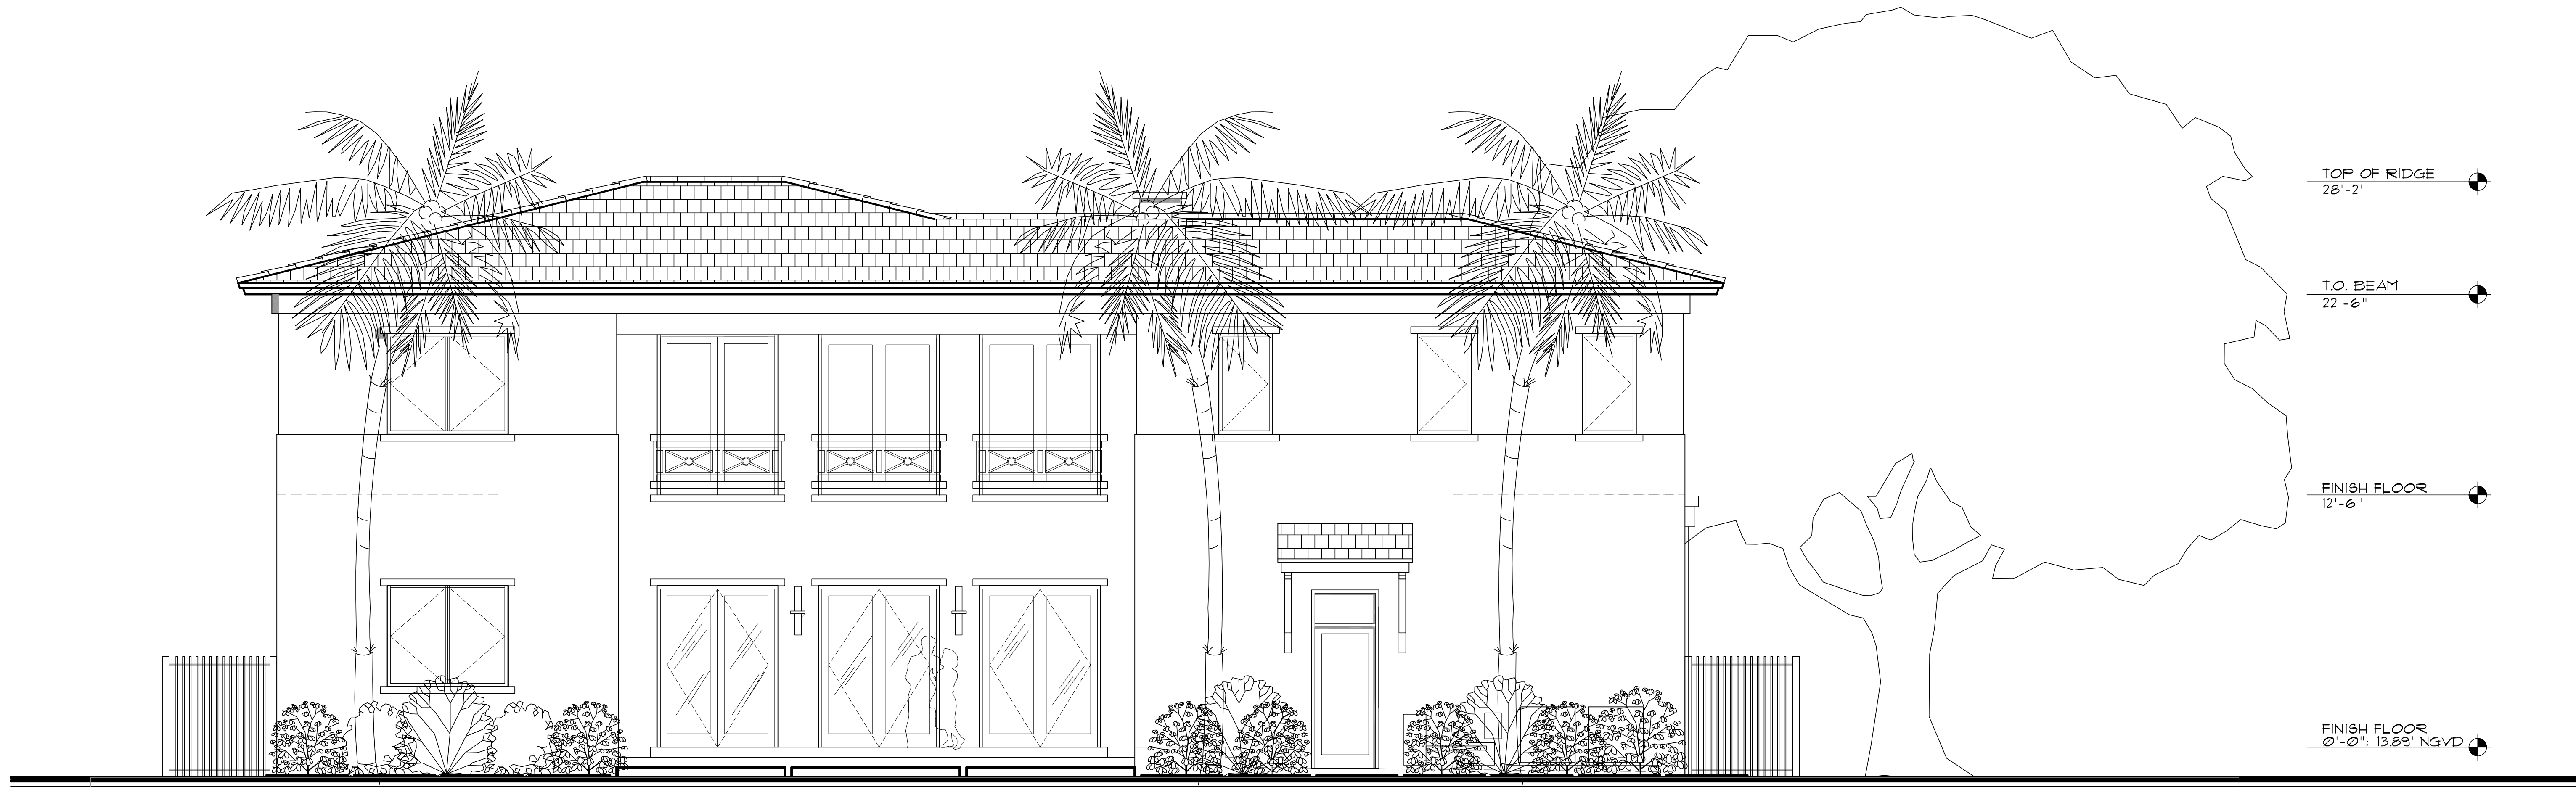 TOP OF RIDGE
28'-2"
T.O. BEAM
22'-6"
FINISH FLOOR
12'-6"
FINISH FLOOR
0'-0": 13.89' NGVD